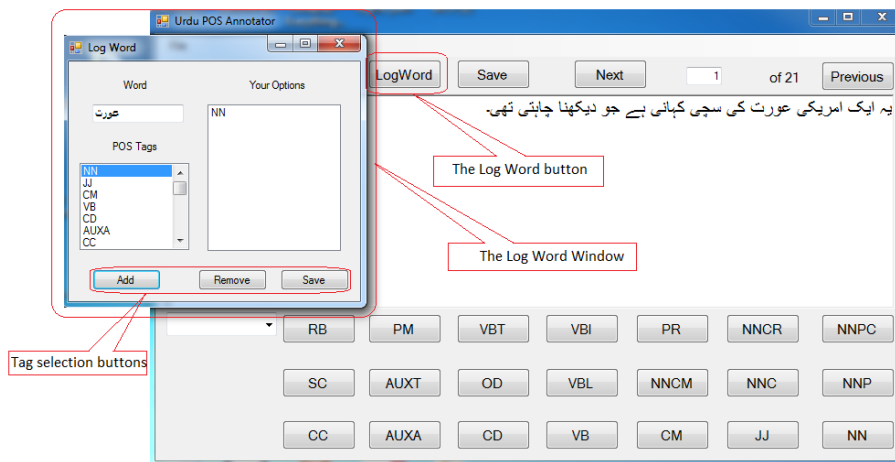 Urdu POS Annotator
Log Word
Word
Your Options
عورت
NN
POS Tags
NN
JJ
CM
VB
CD
AUXA
CC
Add Remove Save
LogWord Save Next 1 of 21 Previous
یہ ایک امریکی عورت کی سچی کہانی ہے جو دیکھنا چاہتی تھی۔
The Log Word button
The Log Word Window
Tag selection buttons
RB PM VBT VBI PR NNCR NNPC
SC AUXT OD VBL NNCM NNC NNP
CC AUXA CD VB CM JJ NN